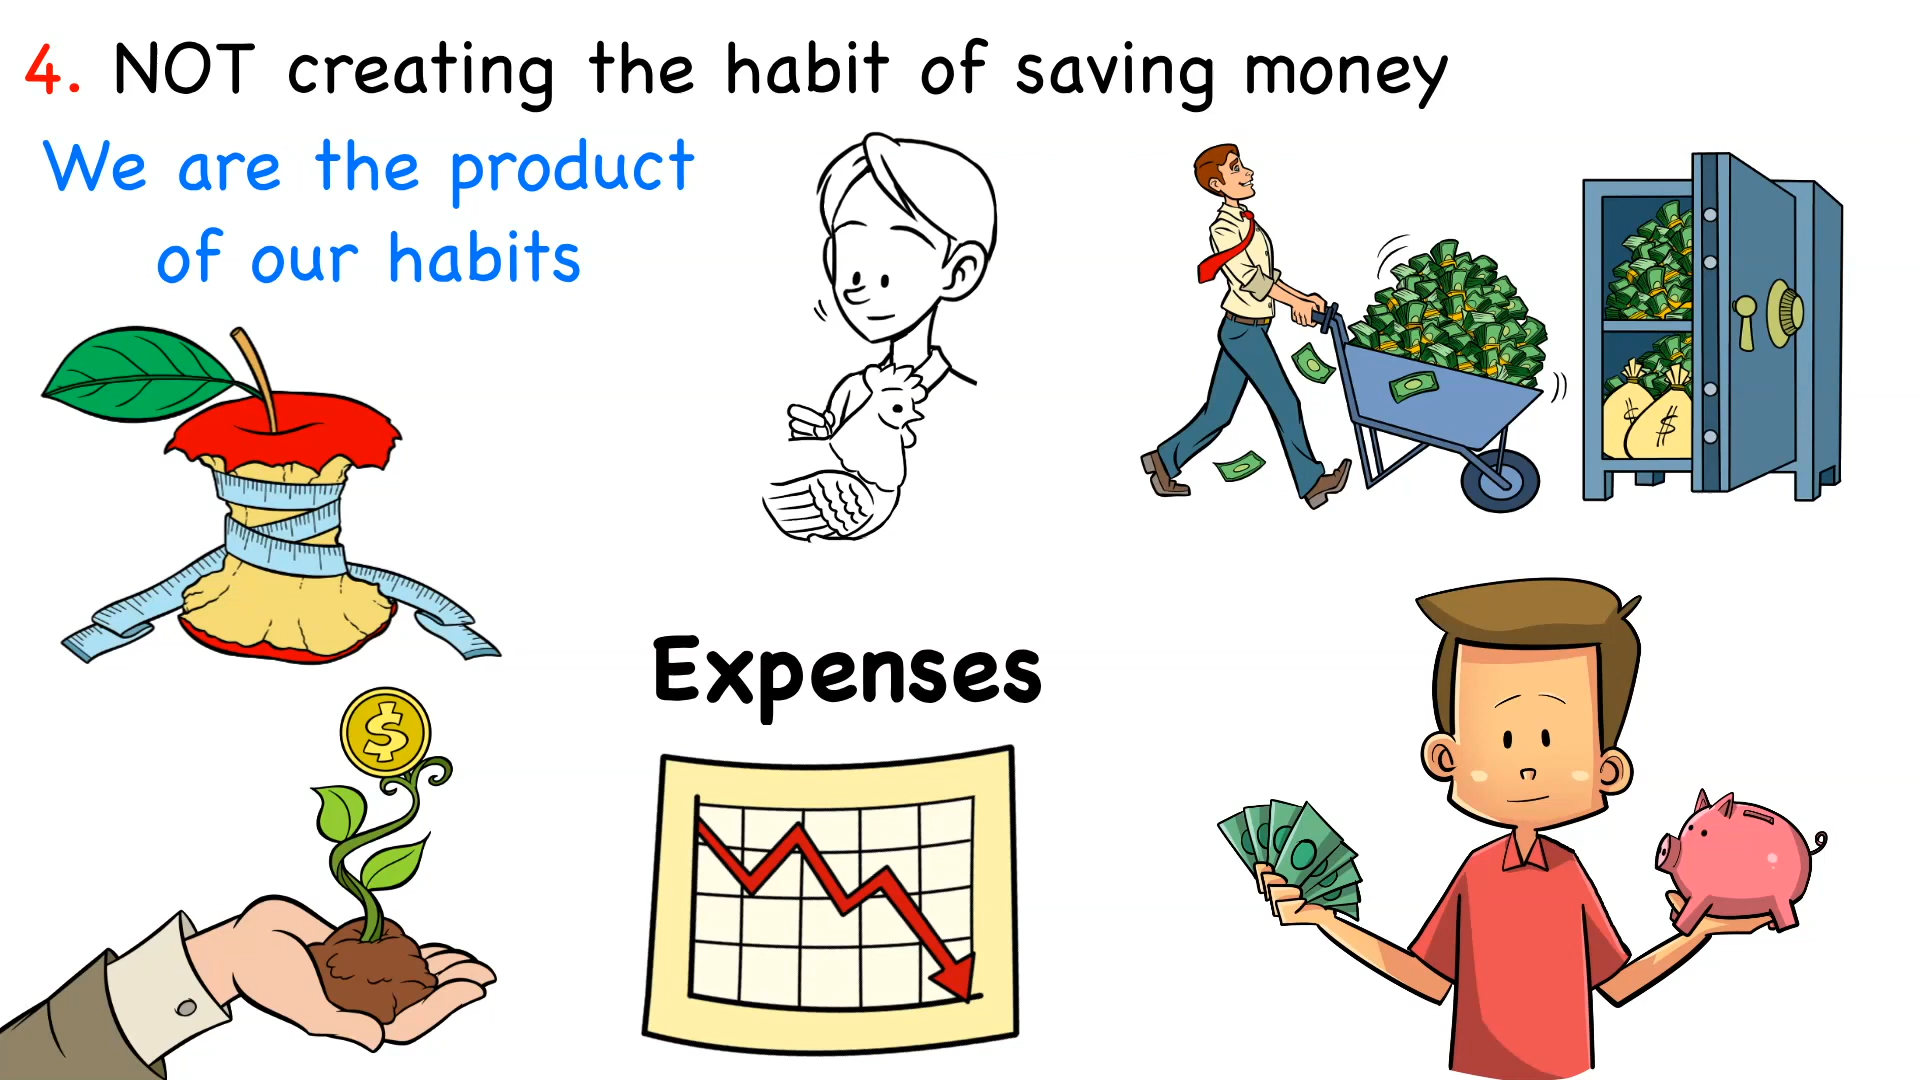 4. NOT creating the habit of saving money
We are the product
of our habits
Expenses
$
$
$